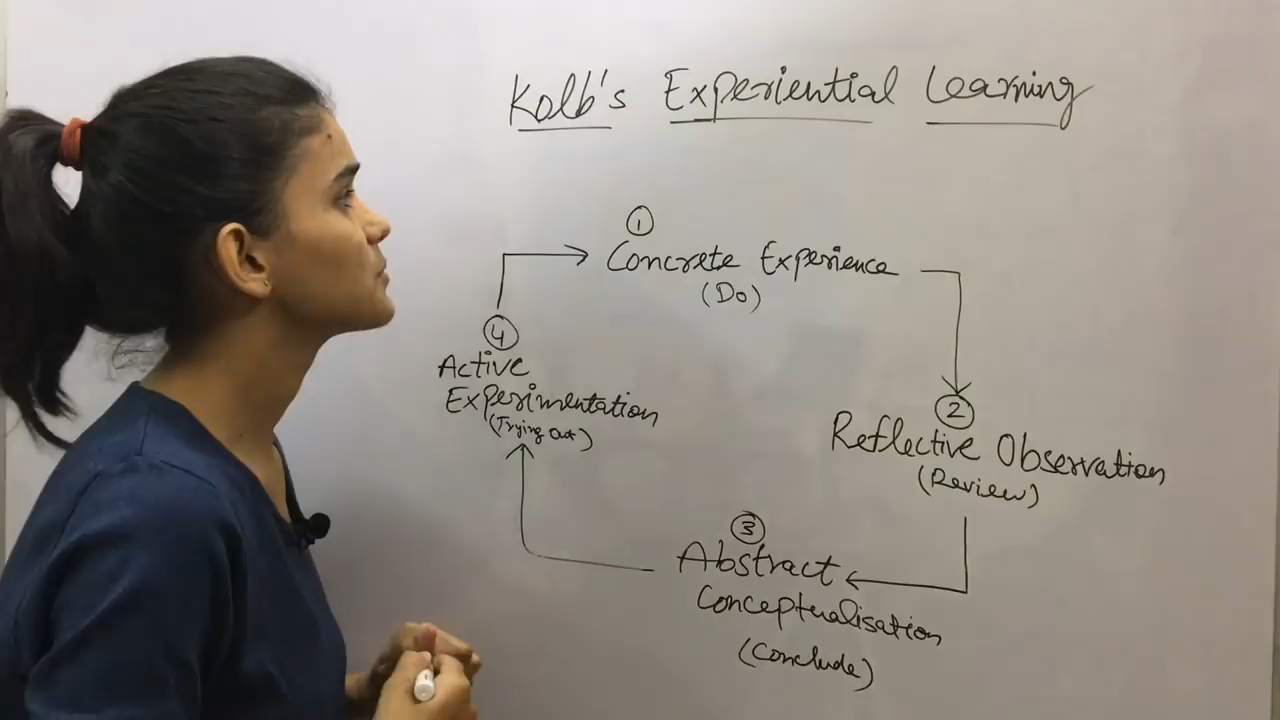 Kolb's Experiential Learning
①
Concrete Experience
(Do)
②
Reflective Observation
(Review)
③
Abstract
Conceptualisation
(Conclude)
④
Active
Experimentation
(Trying Out)